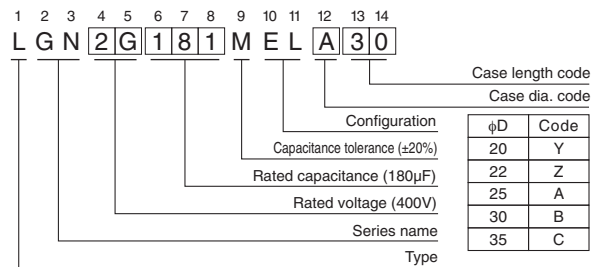 1 2 3 4 5 6 7 8 9 10 11 12 13 14
L G N 2 G 1 8 1 M E L A 3 0
Case length code
Case dia. code
Configuration
Capacitance tolerance (±20%)
Rated capacitance (180µF)
Rated voltage (400V)
Series name
Type
ϕD Code
20 Y
22 Z
25 A
30 B
35 C